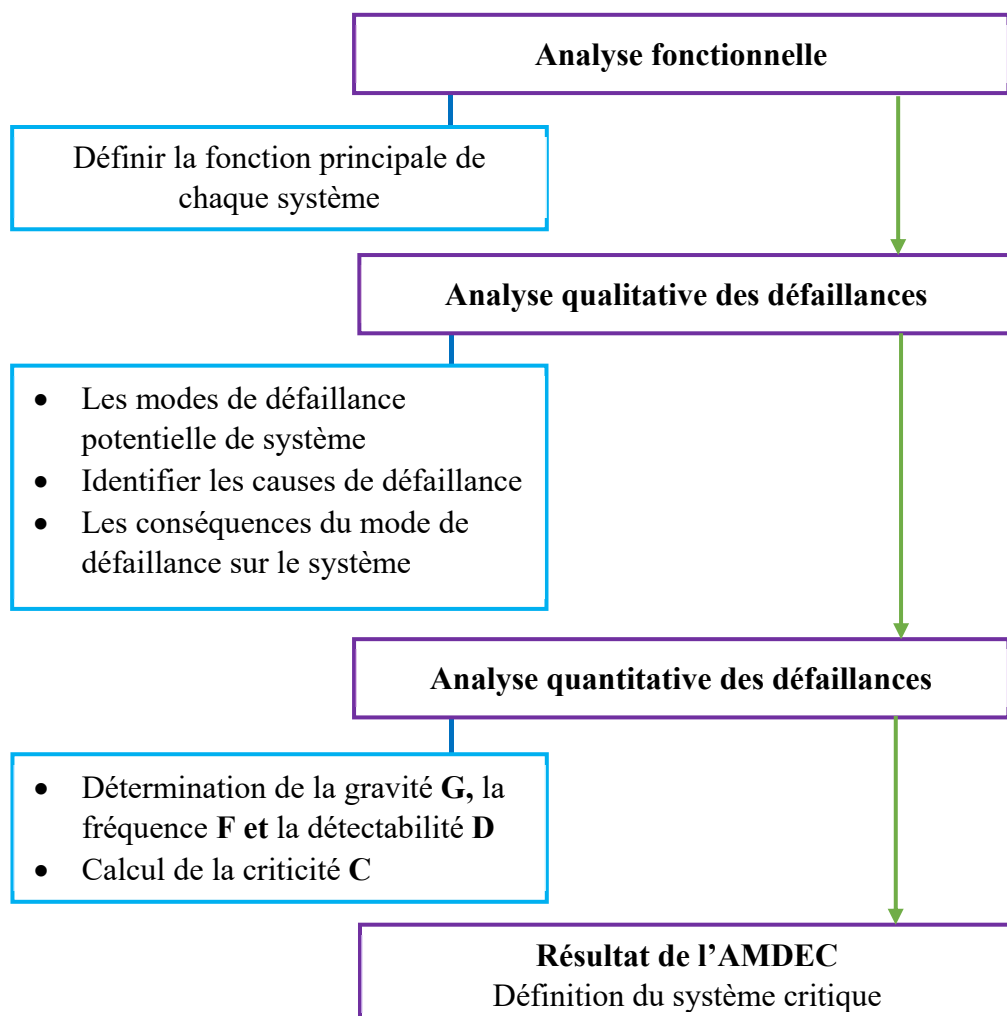 Analyse fonctionnelle
Définir la fonction principale de
chaque système
Analyse qualitative des défaillances
• Les modes de défaillance
potentielle de système
• Identifier les causes de défaillance
• Les conséquences du mode de
défaillance sur le système
Analyse quantitative des défaillances
• Détermination de la gravité G, la
fréquence F et la détectabilité D
• Calcul de la criticité C
Résultat de l’AMDEC
Définition du système critique